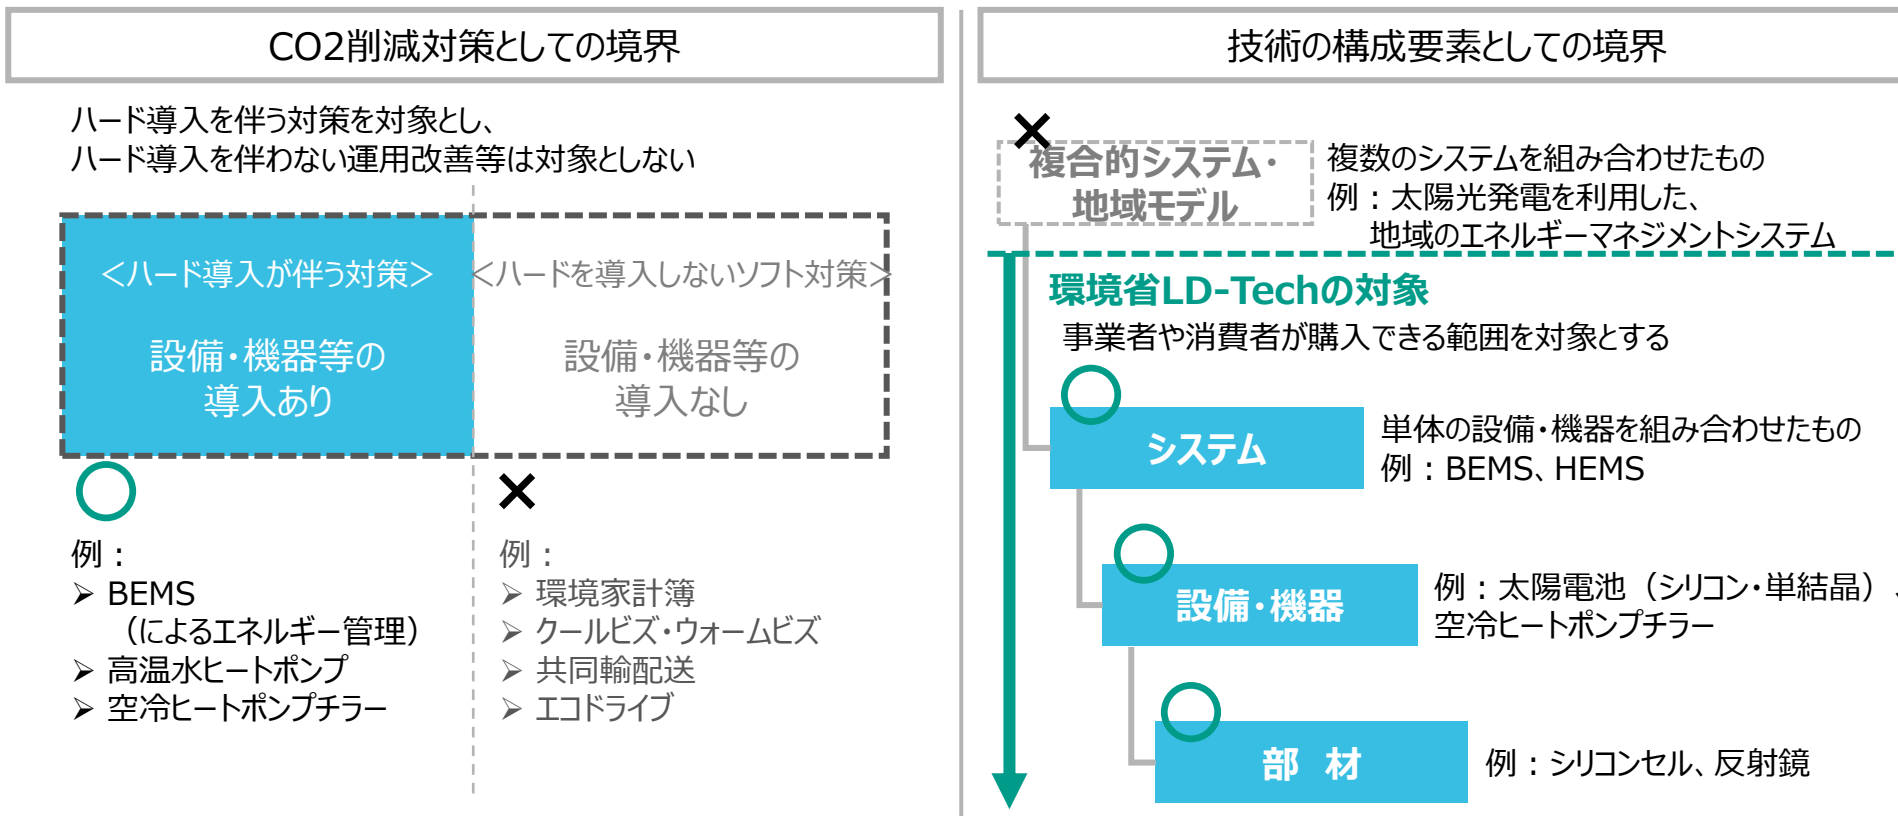 CO2削減対策としての境界
ハード導入を伴う対策を対象とし、
ハード導入を伴わない運用改善等は対象としない
＜ハード導入が伴う対策＞
設備・機器等の
導入あり
＜ハードを導入しないソフト対策＞
設備・機器等の
導入なし
例：
➢ BEMS
（によるエネルギー管理）
➢ 高温水ヒートポンプ
➢ 空冷ヒートポンプチラー
例：
➢ 環境家計簿
➢ クールビズ・ウォームビズ
➢ 共同輸配送
➢ エコドライブ
技術の構成要素としての境界
複合的システム・
地域モデル
複数のシステムを組み合わせたもの
例：太陽光発電を利用した、
地域のエネルギーマネジメントシステム
環境省LD-Techの対象
事業者や消費者が購入できる範囲を対象とする
システム
単体の設備・機器を組み合わせたもの
例：BEMS、HEMS
設備・機器
例：太陽電池（シリコン・単結晶）、
空冷ヒートポンプチラー
部 材
例：シリコンセル、反射鏡